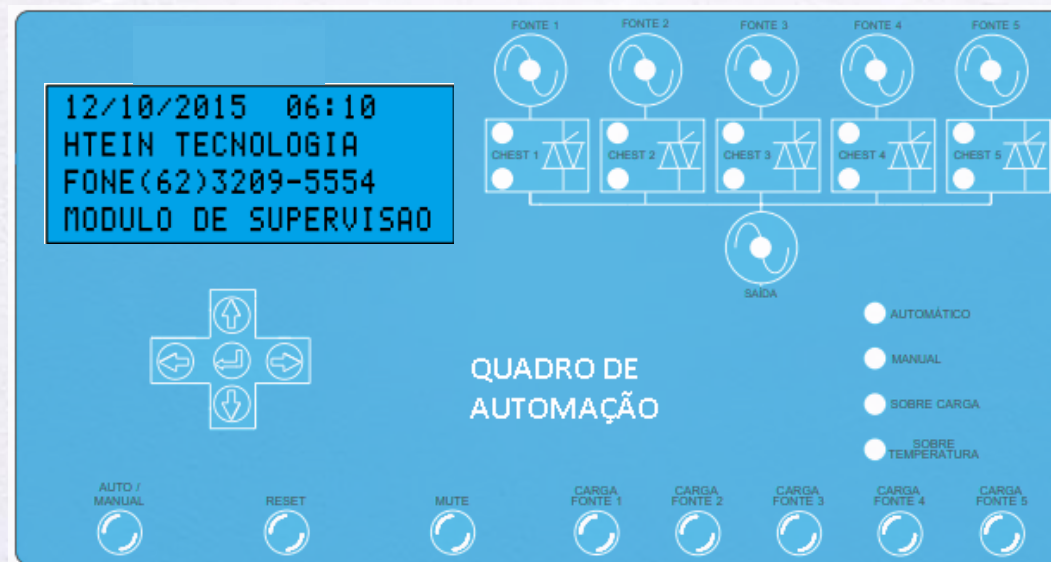 FONTE 1
FONTE 2
FONTE 3
FONTE 4
FONTE 5
12/10/2015 06:10
HTEIN TECNOLOGIA
FONE(62)3209-5554
MODULO DE SUPERVISAO
CHEST 1
CHEST 2
CHEST 3
CHEST 4
CHEST 5
SAÍDA
AUTOMÁTICO
MANUAL
SOBRE CARGA
SOBRE
TEMPERATURA
QUADRO DE
AUTOMAÇÃO
AUTO /
MANUAL
RESET
MUTE
CARGA
FONTE 1
CARGA
FONTE 2
CARGA
FONTE 3
CARGA
FONTE 4
CARGA
FONTE 5